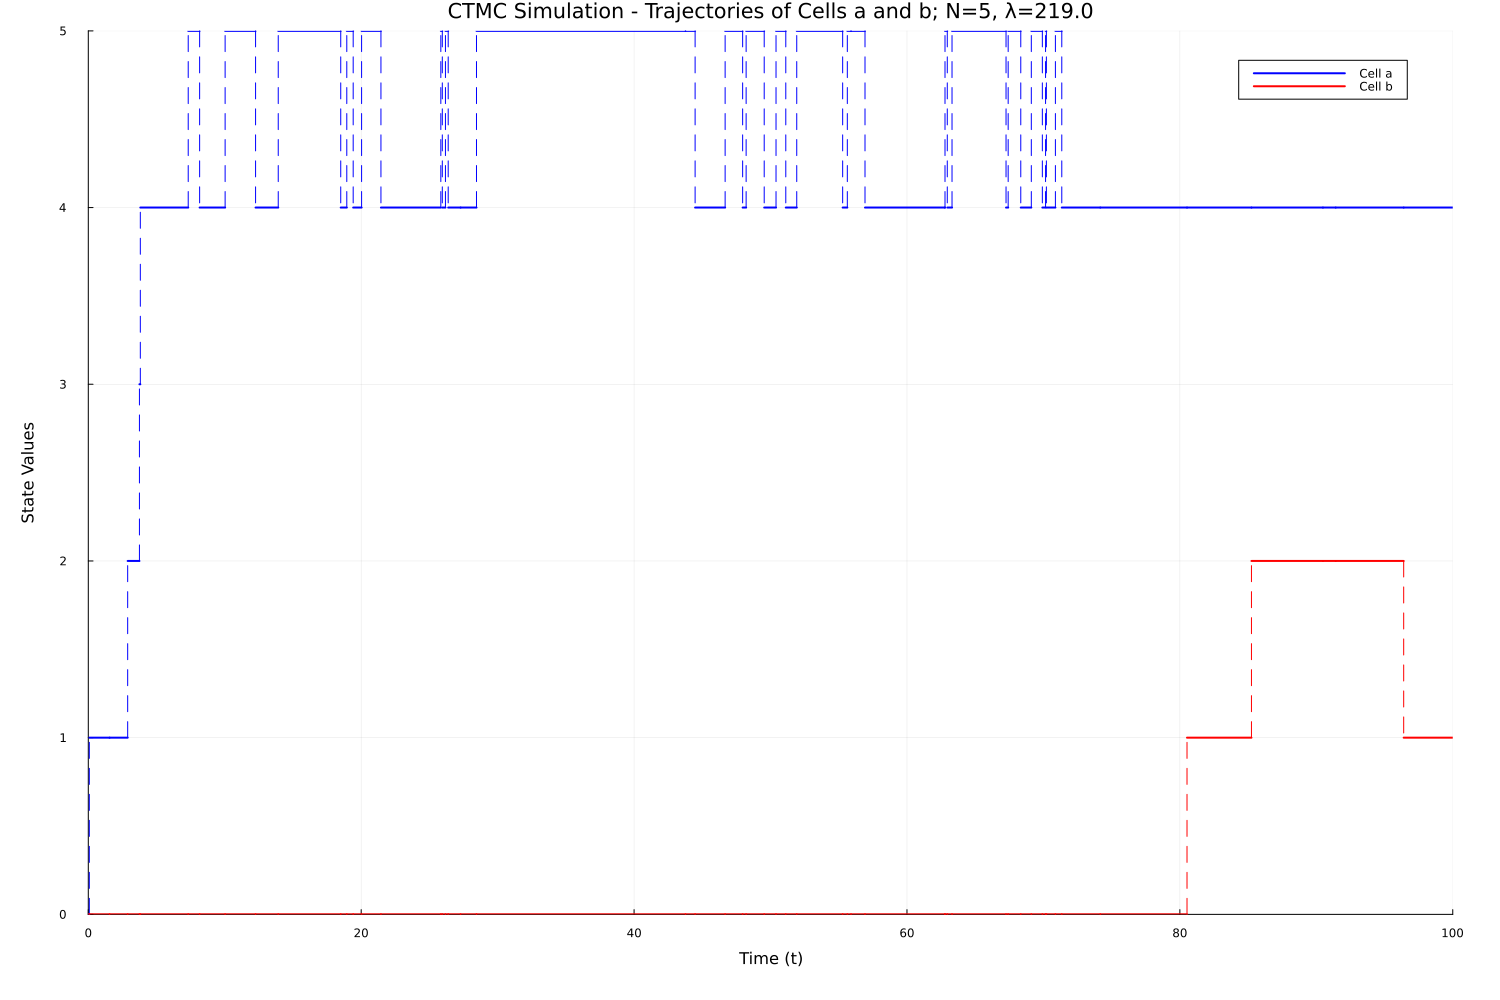 CTMC Simulation - Trajectories of Cells a and b; N=5, λ=219.0
5
Cell a
Cell b
4
3
State Values
2
1
0
0 20 40 60 80 100
Time (t)